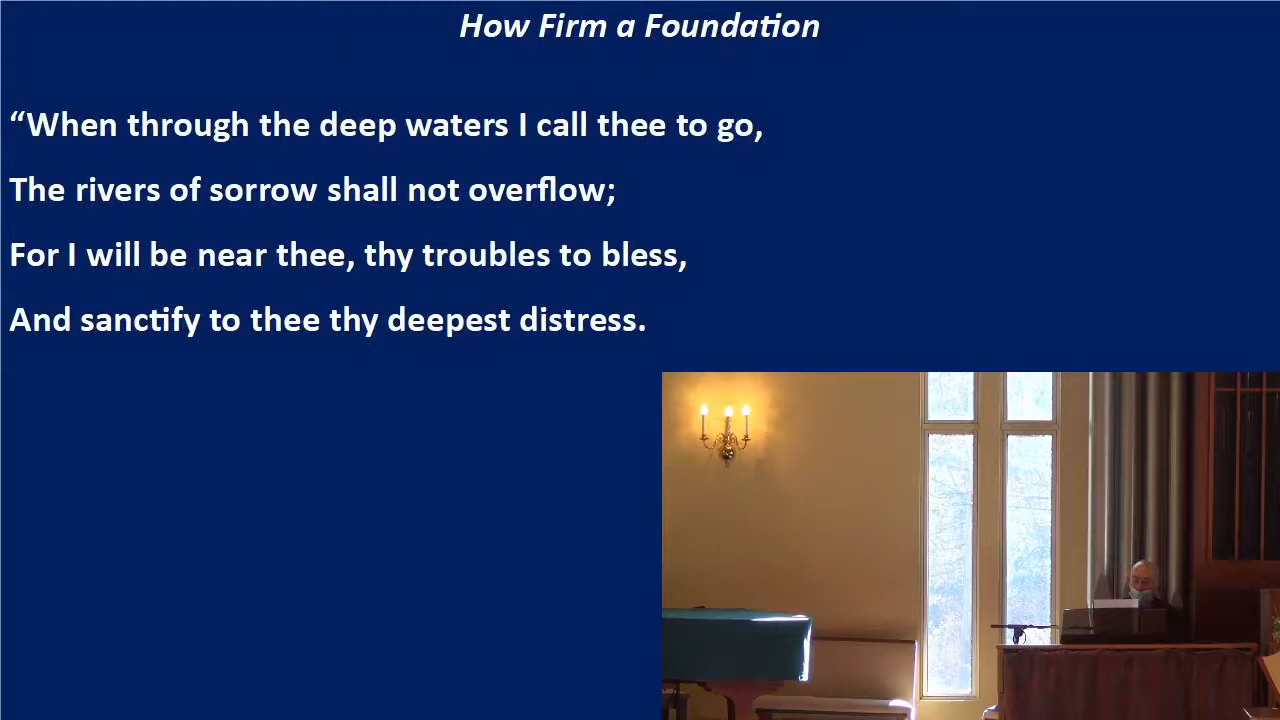 How Firm a Foundation
“When through the deep waters I call thee to go,
The rivers of sorrow shall not overflow;
For I will be near thee, thy troubles to bless,
And sanctify to thee thy deepest distress.